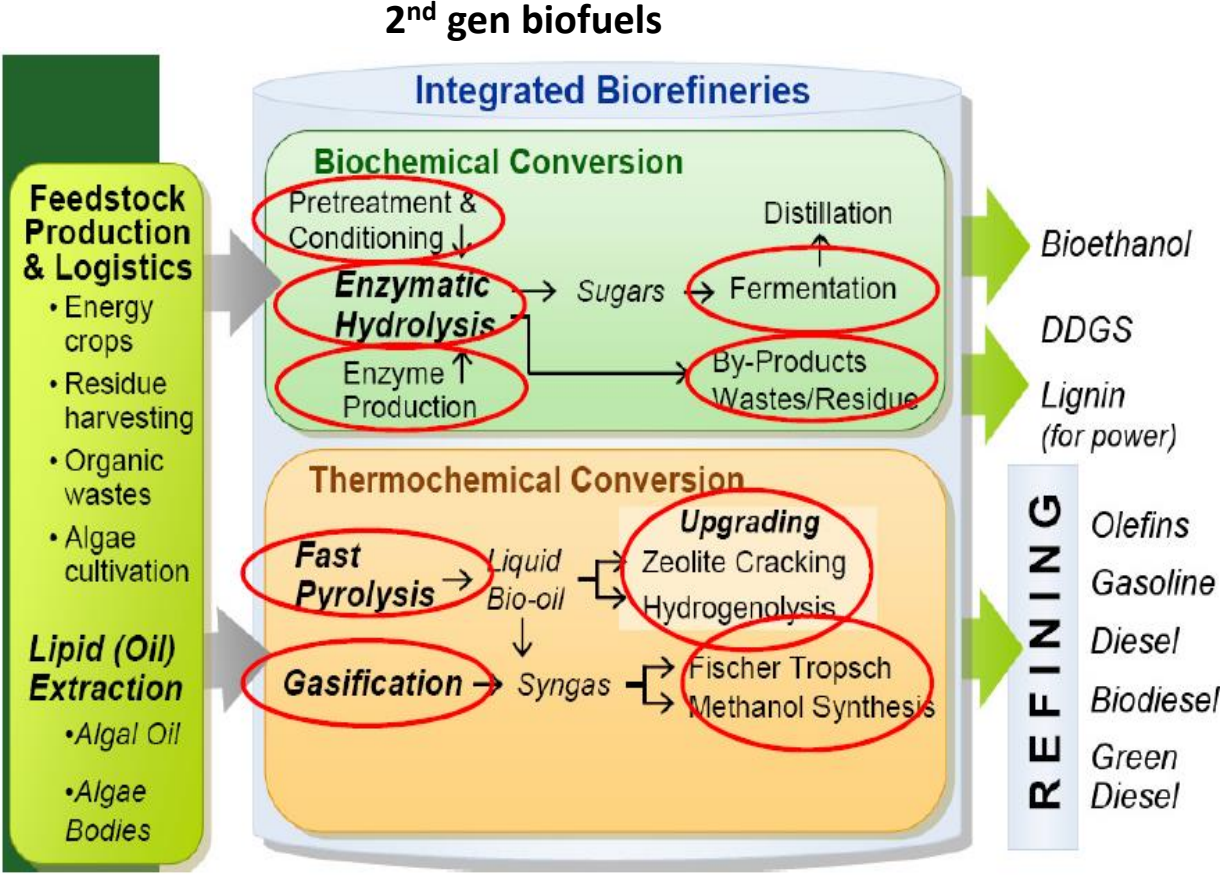 2nd gen biofuels
Integrated Biorefineries
Feedstock
Production
& Logistics
• Energy
crops
• Residue
harvesting
• Organic
wastes
• Algae
cultivation
Lipid (Oil)
Extraction
•Algal Oil
•Algae
Bodies
Biochemical Conversion
Pretreatment &
Conditioning
Enzymatic
Hydrolysis
Enzyme
Production
Sugars
Distillation
Fermentation
By-Products
Wastes/Residue
Thermochemical Conversion
Fast
Pyrolysis
Liquid
Bio-oil
Upgrading
Zeolite Cracking
Hydrogenolysis
Gasification
Syngas
Fischer Tropsch
Methanol Synthesis
Bioethanol
DDGS
Lignin
(for power)
REFINING
Olefins
Gasoline
Diesel
Biodiesel
Green
Diesel